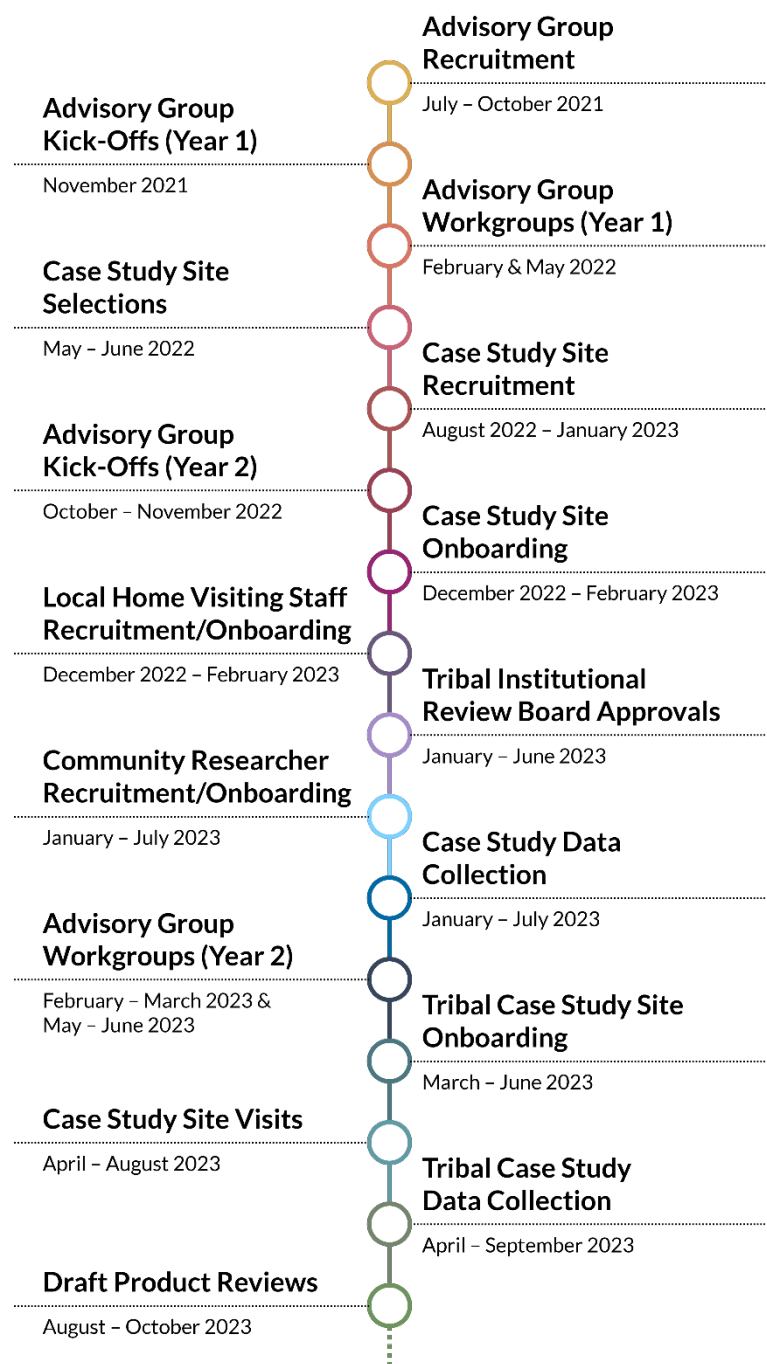 Advisory Group
Recruitment
July – October 2021
Advisory Group
Kick-Offs (Year 1)
November 2021
Advisory Group
Workgroups (Year 1)
February & May 2022
Case Study Site
Selections
May – June 2022
Case Study Site
Recruitment
August 2022 – January 2023
Advisory Group
Kick-Offs (Year 2)
October – November 2022
Case Study Site
Onboarding
December 2022 – February 2023
Local Home Visiting Staff
Recruitment/Onboarding
December 2022 – February 2023
Tribal Institutional
Review Board Approvals
January – June 2023
Community Researcher
Recruitment/Onboarding
January – July 2023
Case Study Data
Collection
January – July 2023
Advisory Group
Workgroups (Year 2)
February – March 2023 &
May – June 2023
Tribal Case Study Site
Onboarding
March – June 2023
Case Study Site Visits
April – August 2023
Tribal Case Study
Data Collection
April – September 2023
Draft Product Reviews
August – October 2023